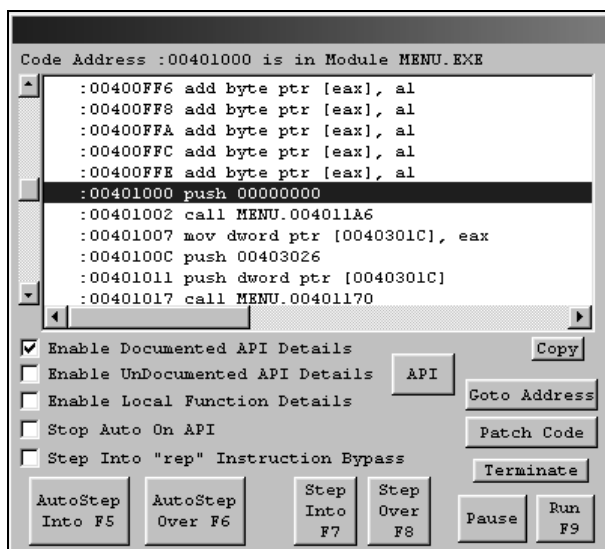 Code Address :00401000 is in Module MENU.EXE
:00400FF6 add byte ptr [eax], al
:00400FF8 add byte ptr [eax], al
:00400FFA add byte ptr [eax], al
:00400FFC add byte ptr [eax], al
:00400FFE add byte ptr [eax], al
:00401000 push 00000000
:00401002 call MENU.004011A6
:00401007 mov dword ptr [0040301C], eax
:0040100C push 00403026
:00401011 push dword ptr [0040301C]
:00401017 call MENU.00401170
Enable Documented API Details
Copy
Enable UnDocumented API Details
API
Enable Local Function Details
Goto Address
Stop Auto On API
Patch Code
Step Into "rep" Instruction Bypass
Terminate
AutoStep
Into F5
AutoStep
Over F6
Step
Into
F7
Step
Over
F8
Pause
Run
F9